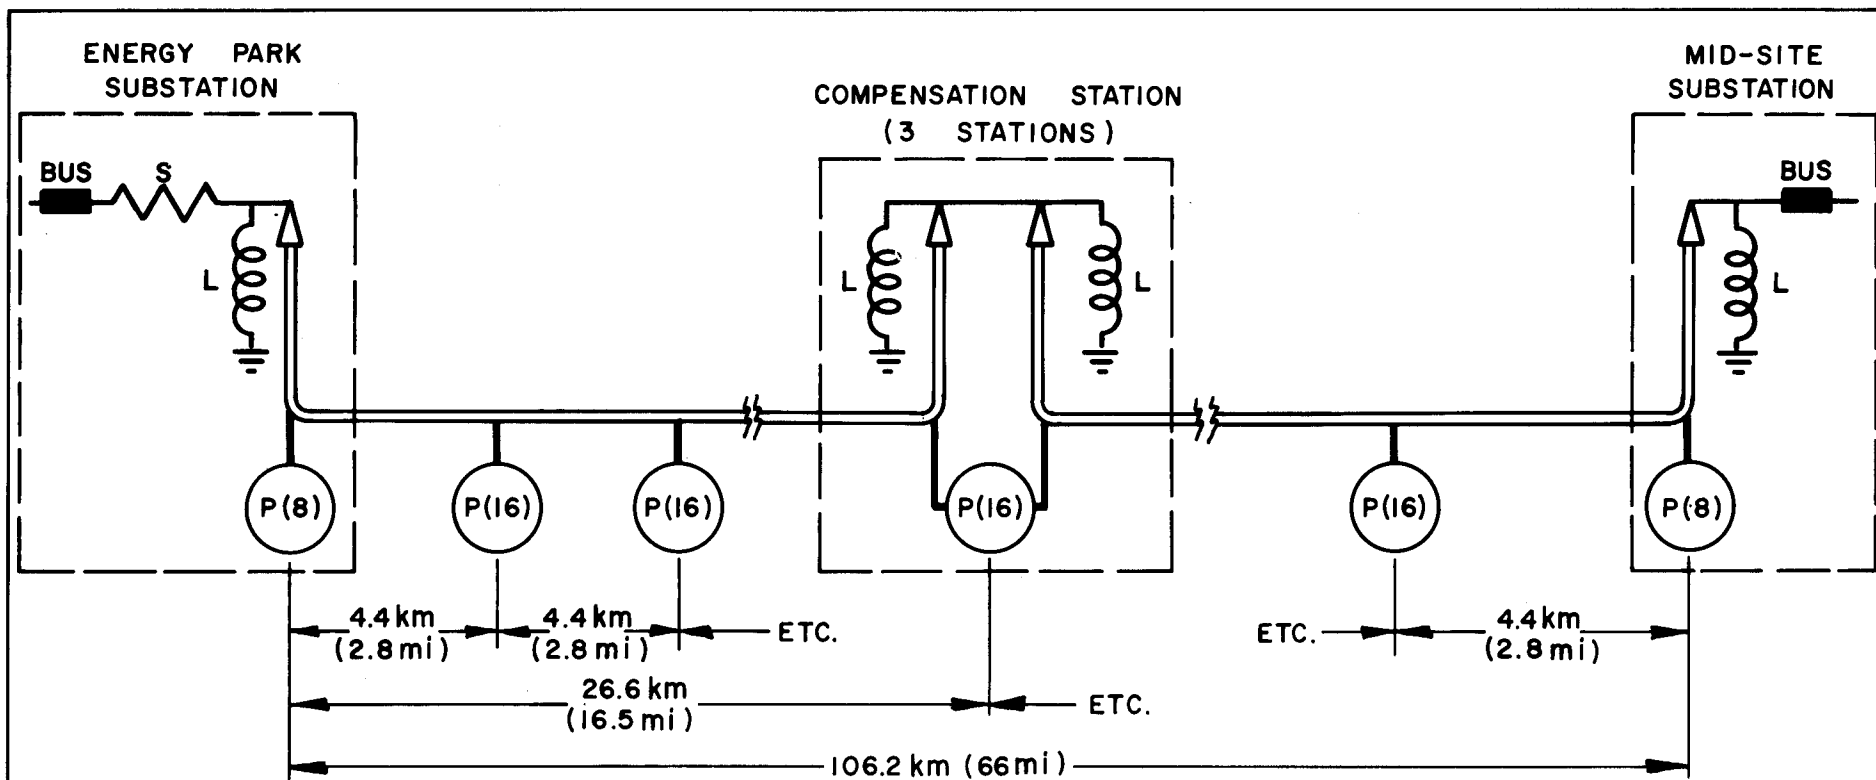 ENERGY PARK
SUBSTATION
MID-SITE
SUBSTATION
COMPENSATION STATION
(3 STATIONS)
BUS S
BUS
L
L
L
L
P(8)
P(16)
P(16)
P(16)
P(16)
P(8)
4.4 km
(2.8 mi)
4.4 km
(2.8 mi)
ETC.
ETC.
4.4 km
(2.8 mi)
26.6 km
(16.5 mi)
ETC.
106.2 km (66 mi)